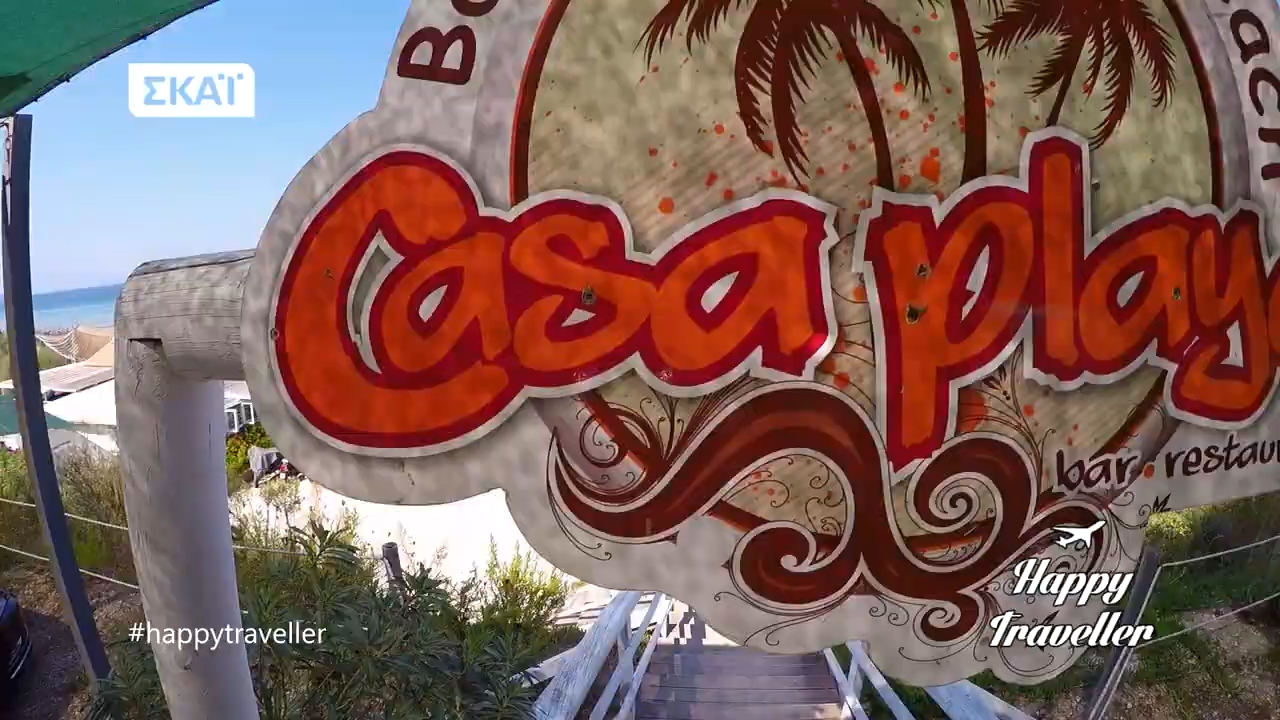 ΣΚΑΪ
Casa playa
bar restau
Happy
Traveller
#happytraveller